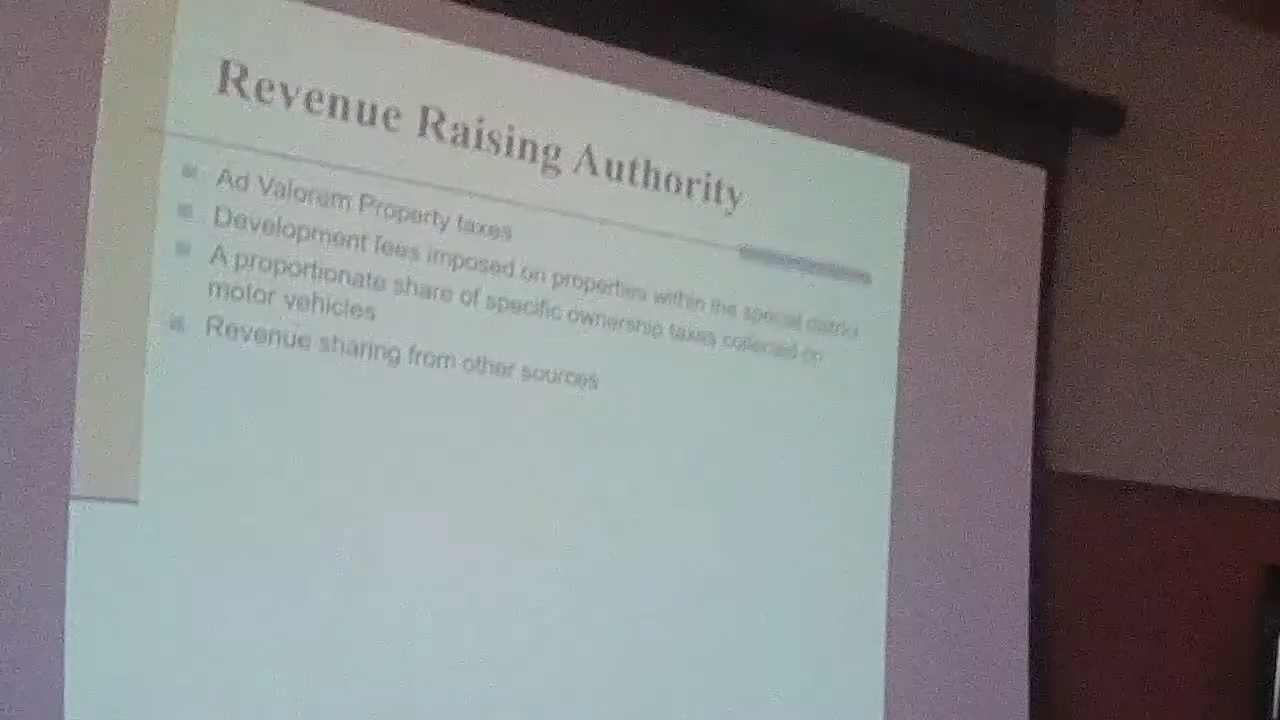 Revenue Raising Authority
Ad Valorem Property taxes
Development fees imposed on properties within the special district
A proportionate share of specific ownership taxes collected on
motor vehicles
Revenue sharing from other sources